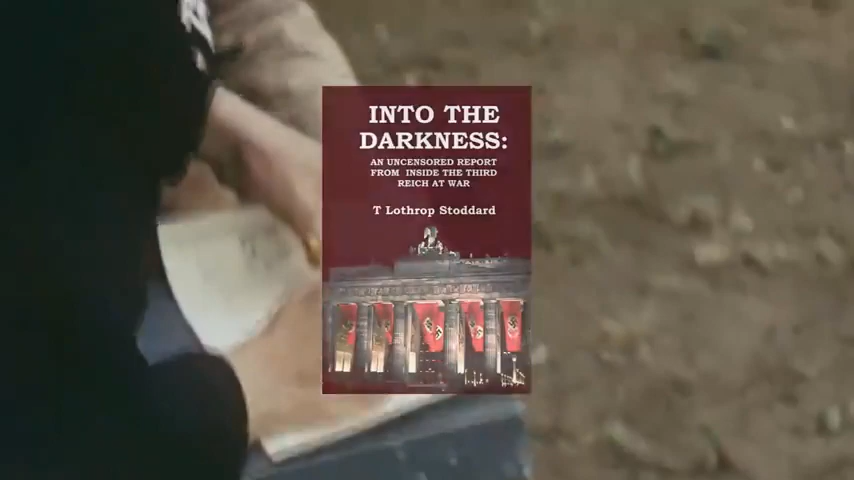 INTO THE
DARKNESS:
AN UNCENSORED REPORT
FROM INSIDE THE THIRD
REICH AT WAR
T Lothrop Stoddard